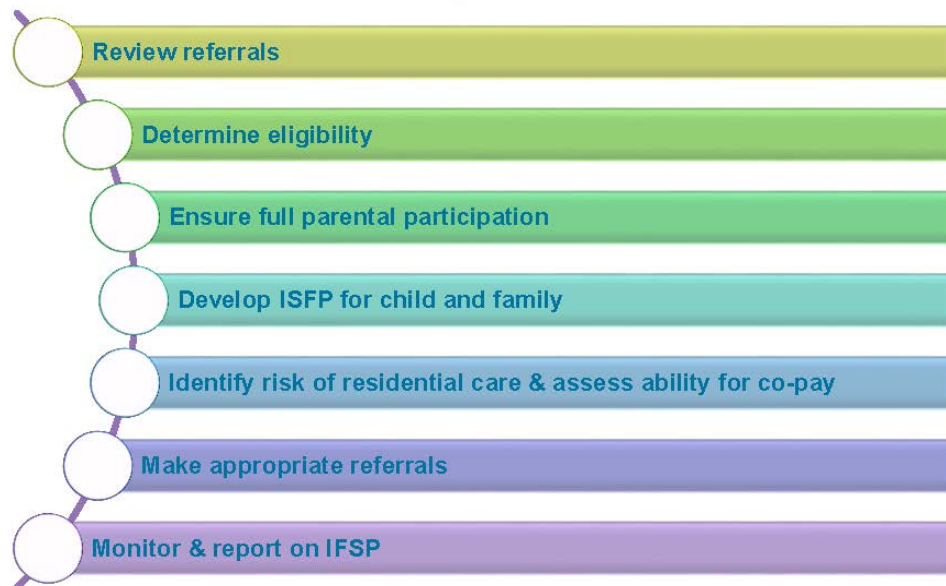 Review referrals
Determine eligibility
Ensure full parental participation
Develop ISFP for child and family
Identify risk of residential care & assess ability for co-pay
Make appropriate referrals
Monitor & report on IFSP